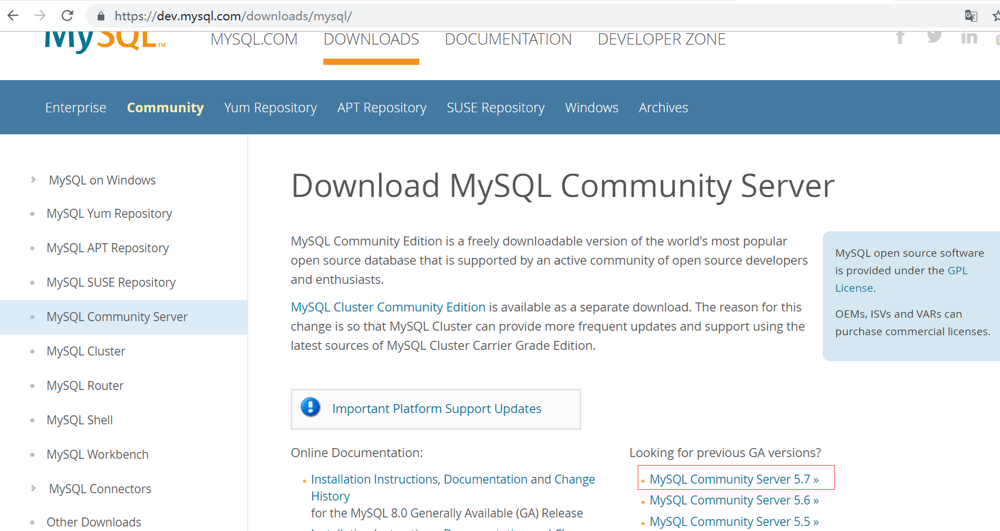 https://dev.mysql.com/downloads/mysql/
MySQL™
MYSQL.COM DOWNLOADS DOCUMENTATION DEVELOPER ZONE
Enterprise Community Yum Repository APT Repository SUSE Repository Windows Archives
MySQL on Windows
MySQL Yum Repository
MySQL APT Repository
MySQL SUSE Repository
MySQL Community Server
MySQL Cluster
MySQL Router
MySQL Shell
MySQL Workbench
MySQL Connectors
Other Downloads
Download MySQL Community Server
MySQL Community Edition is a freely downloadable version of the world's most popular
open source database that is supported by an active community of open source developers
and enthusiasts.
MySQL Cluster Community Edition is available as a separate download. The reason for this
change is so that MySQL Cluster can provide more frequent updates and support using the
latest sources of MySQL Cluster Carrier Grade Edition.
MySQL open source software
is provided under the GPL
License.
OEMs, ISVs and VARs can
purchase commercial licenses.
Important Platform Support Updates
Online Documentation:
Installation Instructions, Documentation and Change
History
for the MySQL 8.0 Generally Available (GA) Release
Looking for previous GA versions?
MySQL Community Server 5.7 »
MySQL Community Server 5.6 »
MySQL Community Server 5.5 »